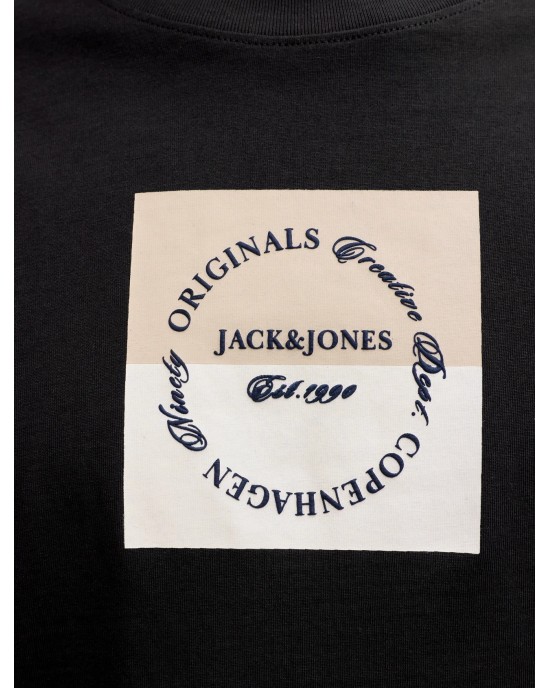 ORIGINALS Creative Dept. COPENHAGEN Ninety
JACK&JONES
Est.1990